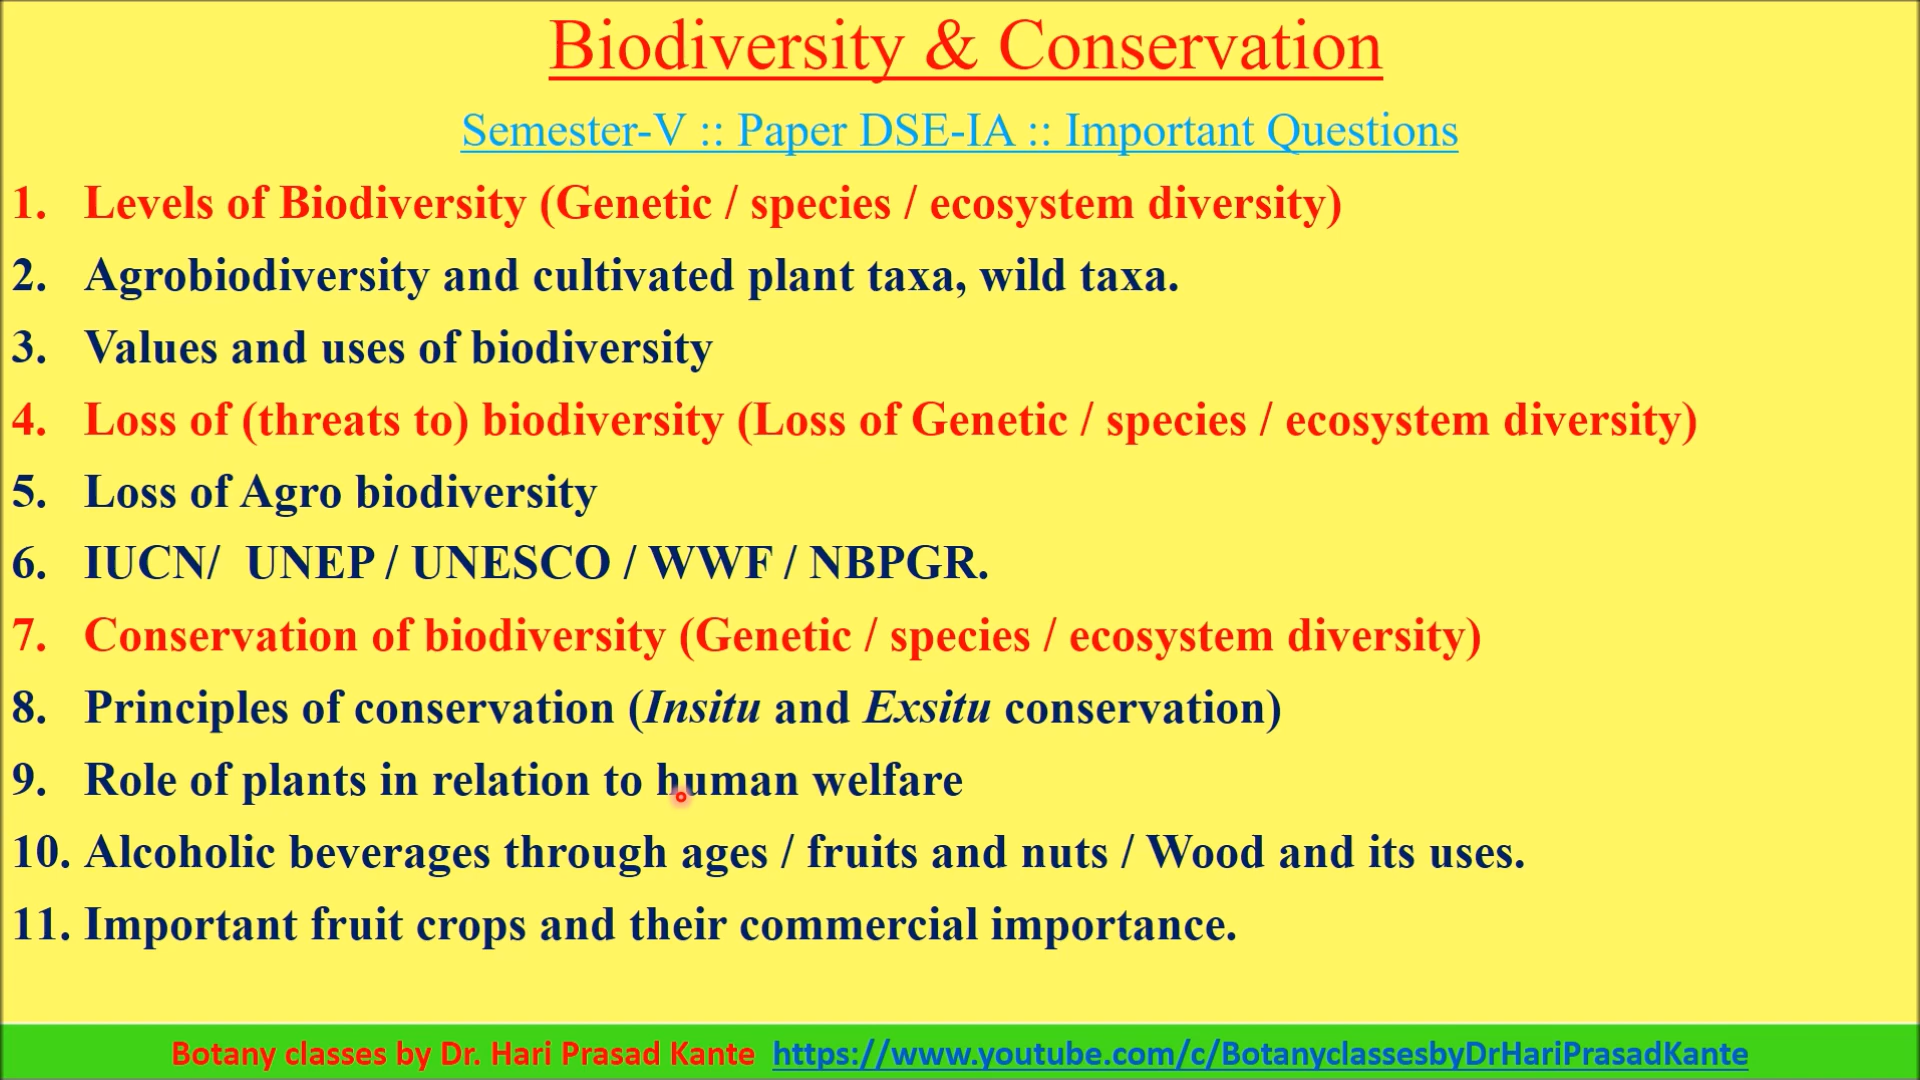 Biodiversity & Conservation
Semester-V :: Paper DSE-IA :: Important Questions
1. Levels of Biodiversity (Genetic / species / ecosystem diversity)
2. Agrobiodiversity and cultivated plant taxa, wild taxa.
3. Values and uses of biodiversity
4. Loss of (threats to) biodiversity (Loss of Genetic / species / ecosystem diversity)
5. Loss of Agro biodiversity
6. IUCN/ UNEP / UNESCO / WWF / NBPGR.
7. Conservation of biodiversity (Genetic / species / ecosystem diversity)
8. Principles of conservation (Insitu and Exsitu conservation)
9. Role of plants in relation to human welfare
10. Alcoholic beverages through ages / fruits and nuts / Wood and its uses.
11. Important fruit crops and their commercial importance.
Botany classes by Dr. Hari Prasad Kante https://www.youtube.com/c/BotanyclassesbyDrHariPrasadKante